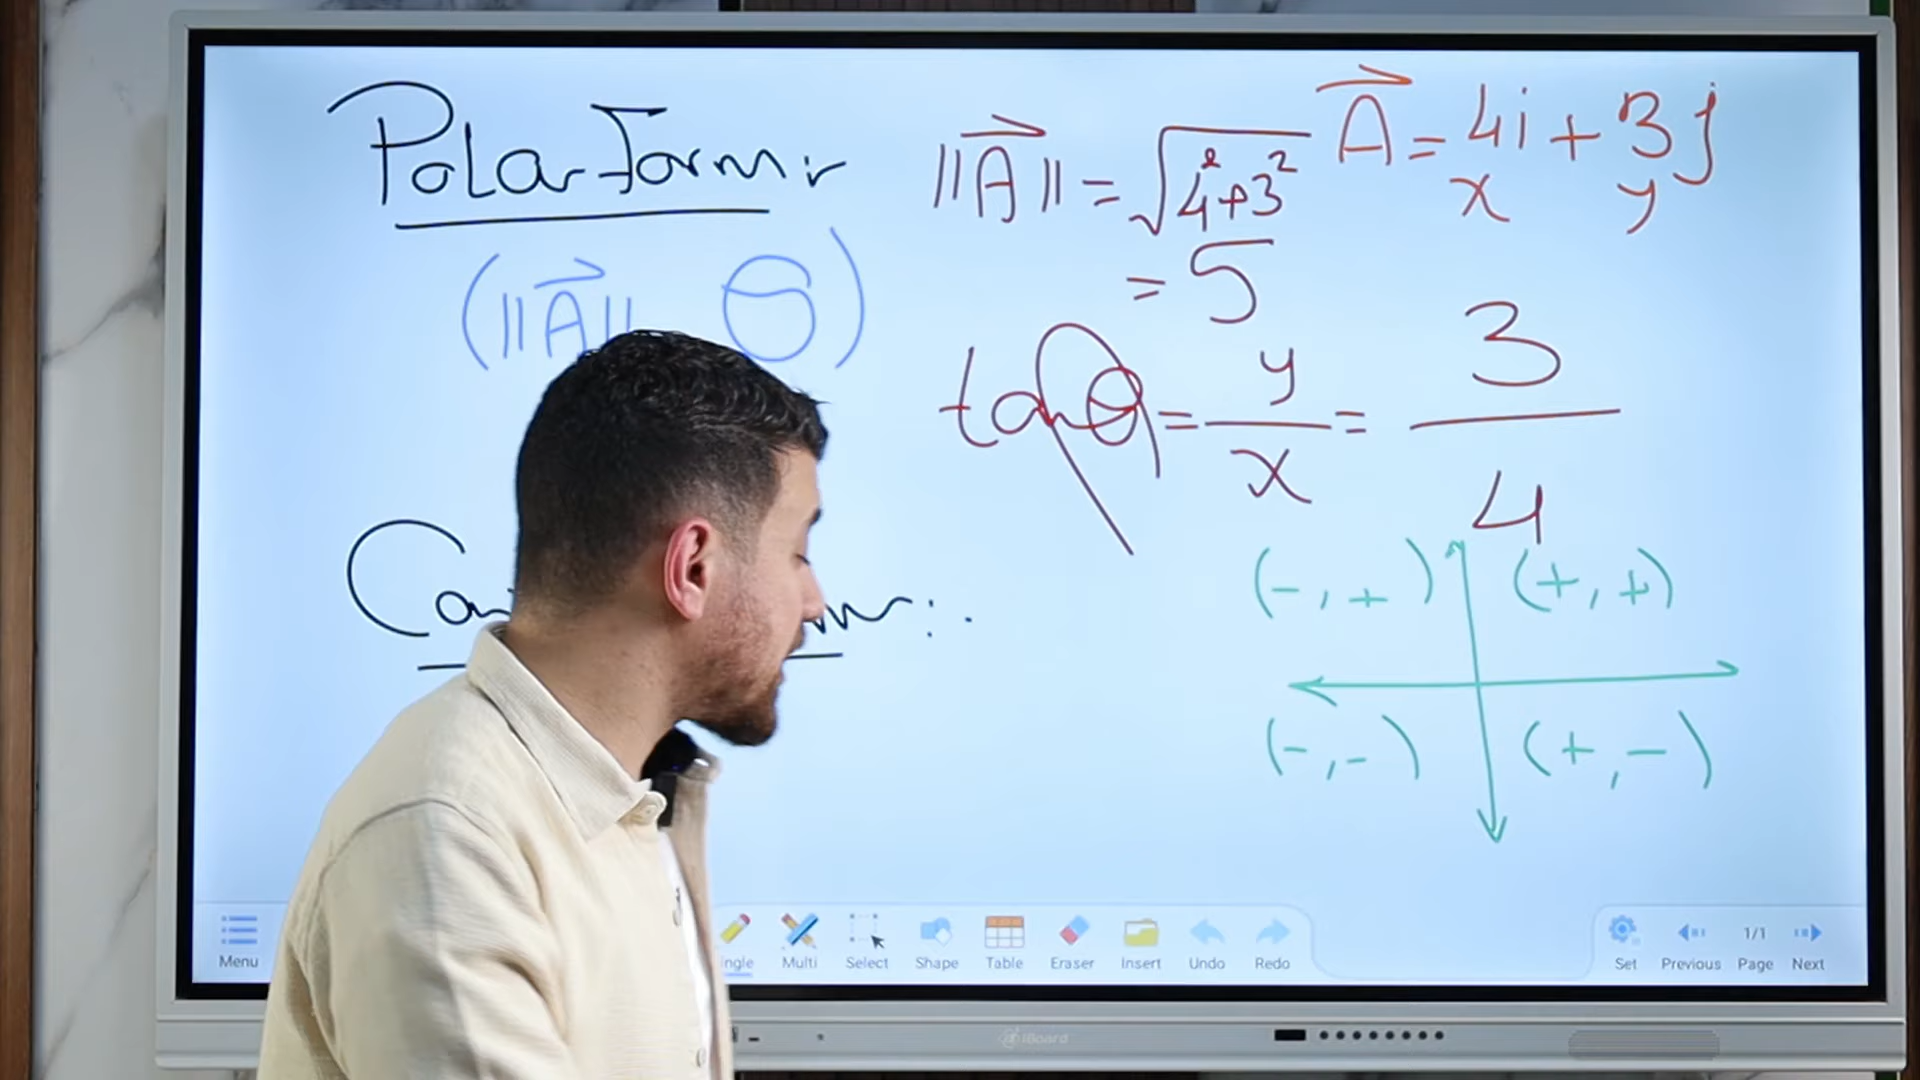 Polar Form:
(||A|| θ)
A = 4i + 3j
x y
||A|| = √4²+3²
= 5
tanθ = y/x = 3/4
(-, +) (+, +)
(-, -) (+, -)
Menu Multi Select Shape Table Eraser Insert Undo Redo Set Previous 1/1 Page Next
iBoard